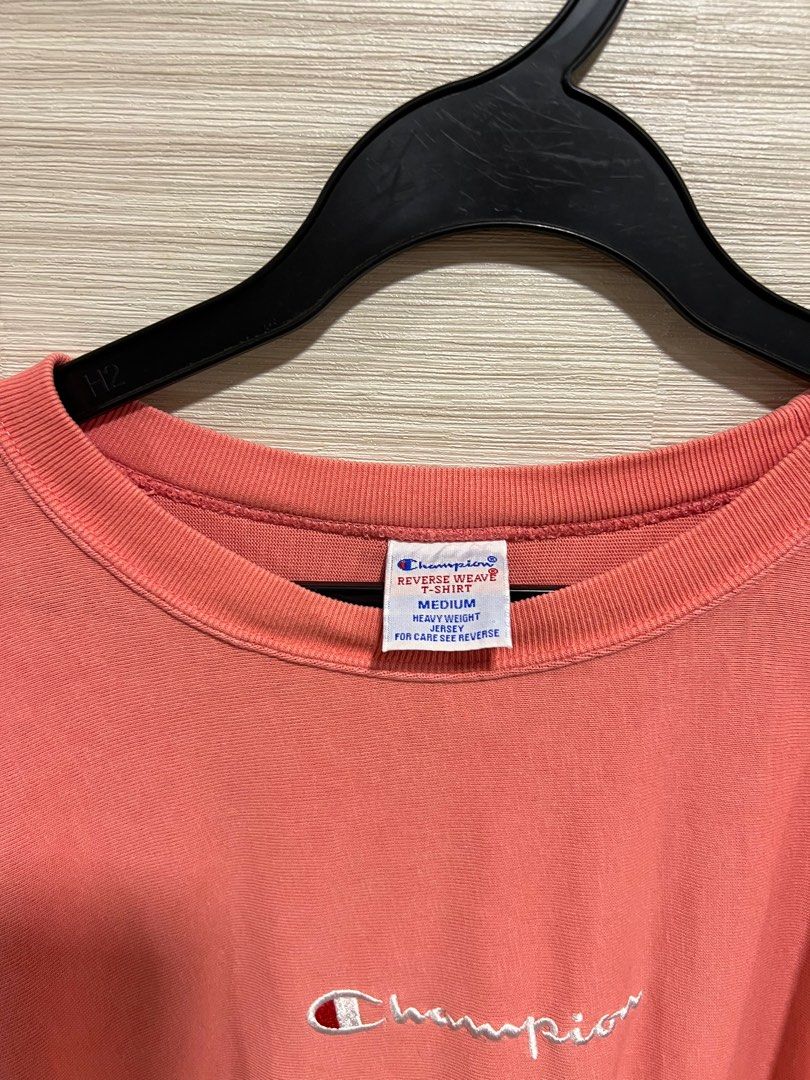 H2
Champion®
REVERSE WEAVE®
T-SHIRT
MEDIUM
HEAVY WEIGHT
JERSEY
FOR CARE SEE REVERSE
Champion